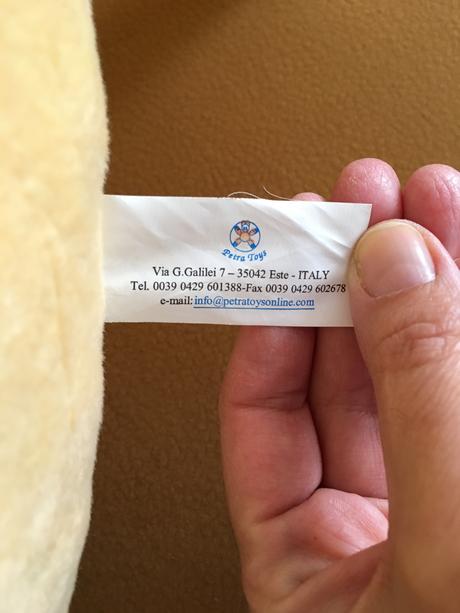 Petra Toys
Via G.Galilei 7 – 35042 Este - ITALY
Tel. 0039 0429 601388-Fax 0039 0429 602678
e-mail: info@petratoysonline.com